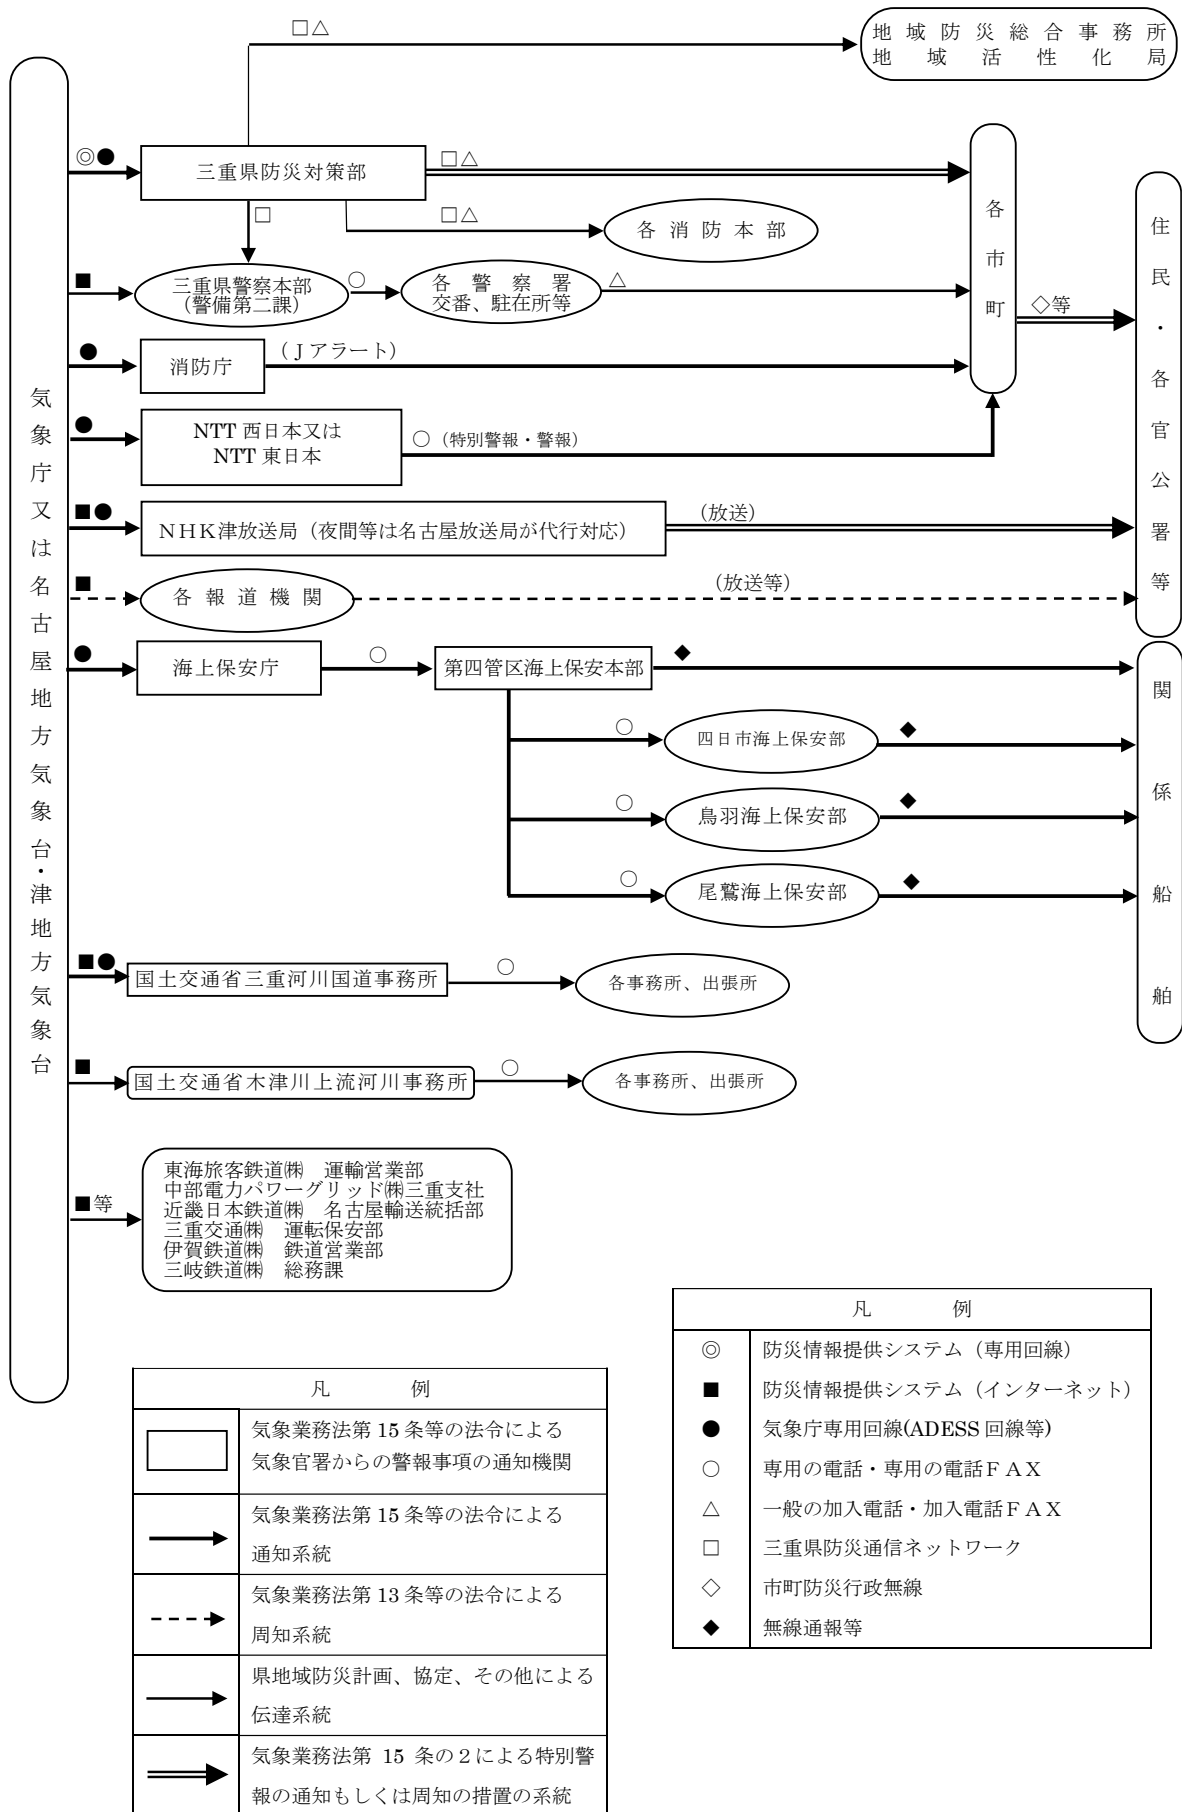 □△
地域防災総合事務所
地域活性化局
気象庁又は名古屋地方気象台・津地方気象台
◎●
三重県防災対策部
□△
□
□△
各消防本部
各市町
住民・各官公署等
■
三重県警察本部
(警備第二課)
○
各警察署
交番、駐在所等
△
◇等
●
消防庁
(Jアラート)
●
NTT 西日本又は
NTT 東日本
○ (特別警報・警報)
■●
NHK津放送局(夜間等は名古屋放送局が代行対応)
(放送)
■
各報道機関
(放送等)
●
海上保安庁
○
第四管区海上保安本部
◆
関係船舶
○
四日市海上保安部
◆
○
鳥羽海上保安部
◆
○
尾鷲海上保安部
◆
■●
国土交通省三重河川国道事務所
○
各事務所、出張所
■
国土交通省木津川上流河川事務所
○
各事務所、出張所
■等
東海旅客鉄道㈱ 運輸営業部
中部電力パワーグリッド㈱三重支社
近畿日本鉄道㈱ 名古屋輸送統括部
三重交通㈱ 運転保安部
伊賀鉄道㈱ 鉄道営業部
三岐鉄道㈱ 総務課
凡 例
気象業務法第 15 条等の法令による
気象官署からの警報事項の通知機関
気象業務法第 15 条等の法令による
通知系統
気象業務法第 13 条等の法令による
周知系統
県地域防災計画、協定、その他による
伝達系統
気象業務法第 15 条の2による特別警
報の通知もしくは周知の措置の系統
凡 例
◎ 防災情報提供システム(専用回線)
■ 防災情報提供システム(インターネット)
● 気象庁専用回線(ADESS 回線等)
○ 専用の電話・専用の電話FAX
△ 一般の加入電話・加入電話FAX
□ 三重県防災通信ネットワーク
◇ 市町防災行政無線
◆ 無線通報等